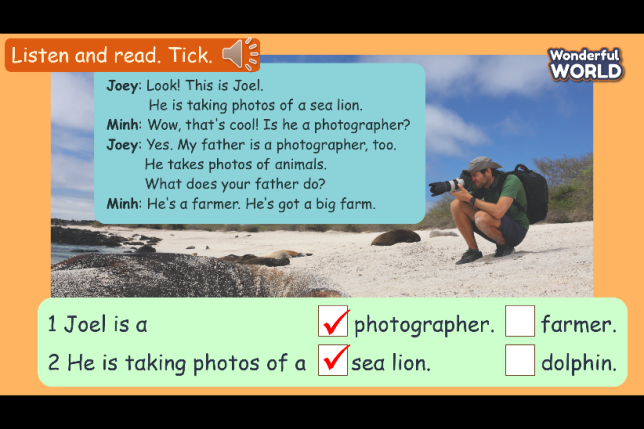 Listen and read. Tick.
Wonderful
WORLD
Joey: Look! This is Joel.
He is taking photos of a sea lion.
Minh: Wow, that's cool! Is he a photographer?
Joey: Yes. My father is a photographer, too.
He takes photos of animals.
What does your father do?
Minh: He's a farmer. He's got a big farm.
1 Joel is a photographer. farmer.
2 He is taking photos of a sea lion. dolphin.